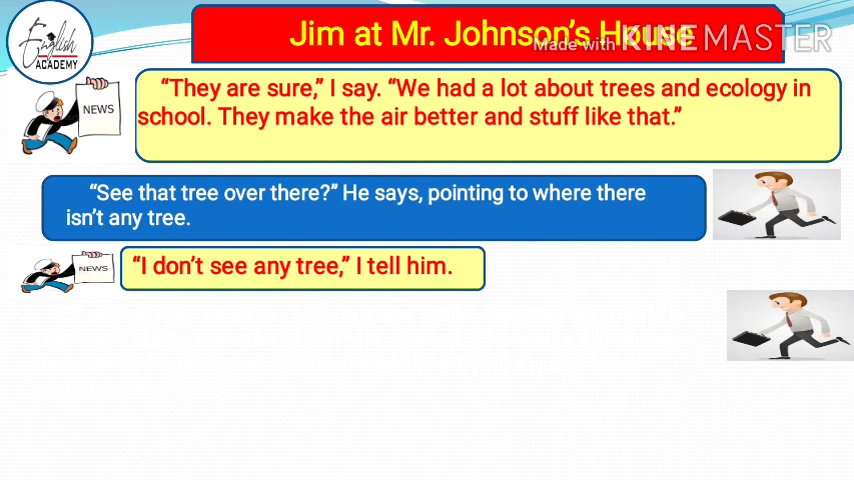 English
ACADEMY
Jim at Mr. Johnson's House
Made with KINEMASTER
NEWS
"They are sure," I say. "We had a lot about trees and ecology in
school. They make the air better and stuff like that."
"See that tree over there?" He says, pointing to where there
isn't any tree.
NEWS
"I don't see any tree," I tell him.